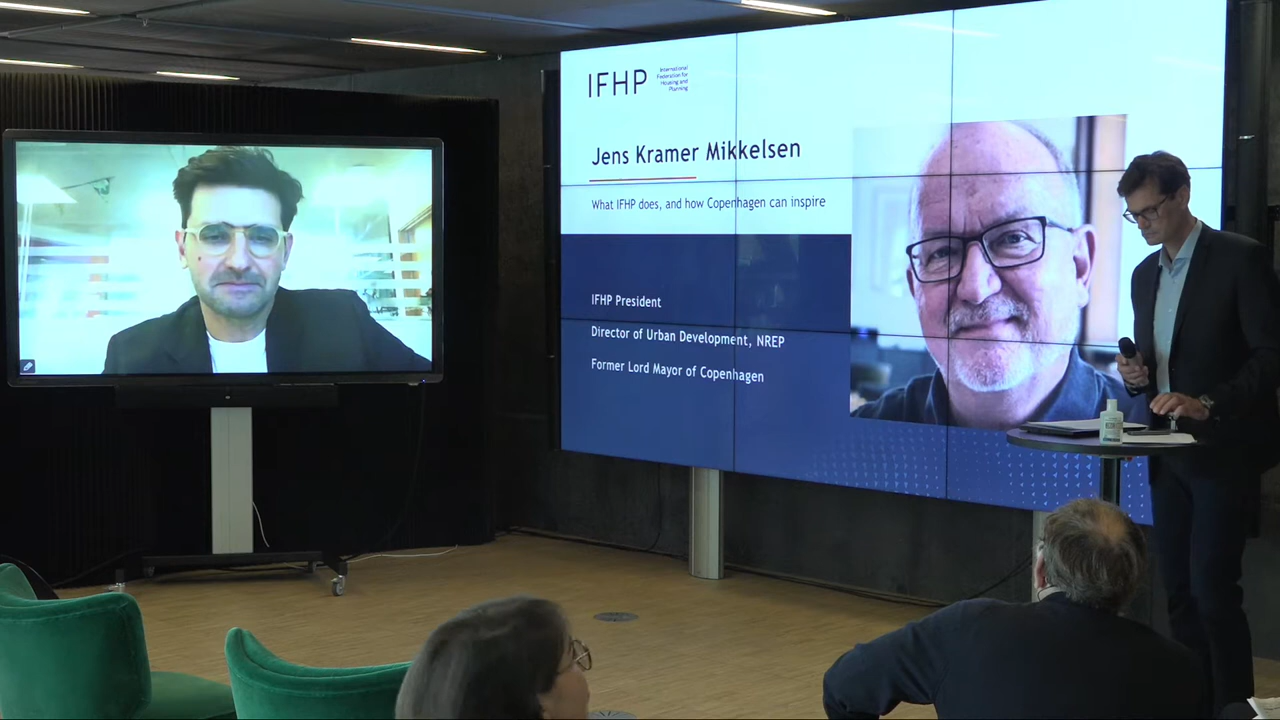 IFHP
International
Federation for
Housing and
Planning
Jens Kramer Mikkelsen
What IFHP does, and how Copenhagen can inspire
IFHP President
Director of Urban Development, NREP
Former Lord Mayor of Copenhagen